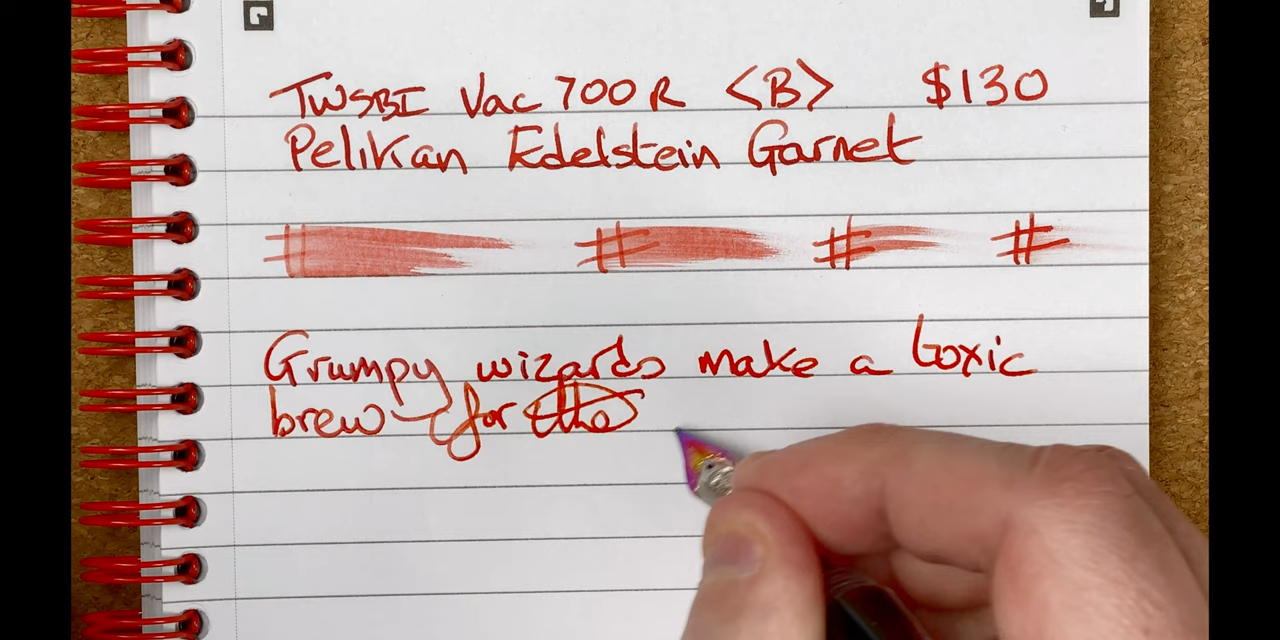 TWSBI Vac 700 R <B> $130
Pelikan Edelstein Garnet
# # # #
Grumpy wizards make a toxic
brew for the